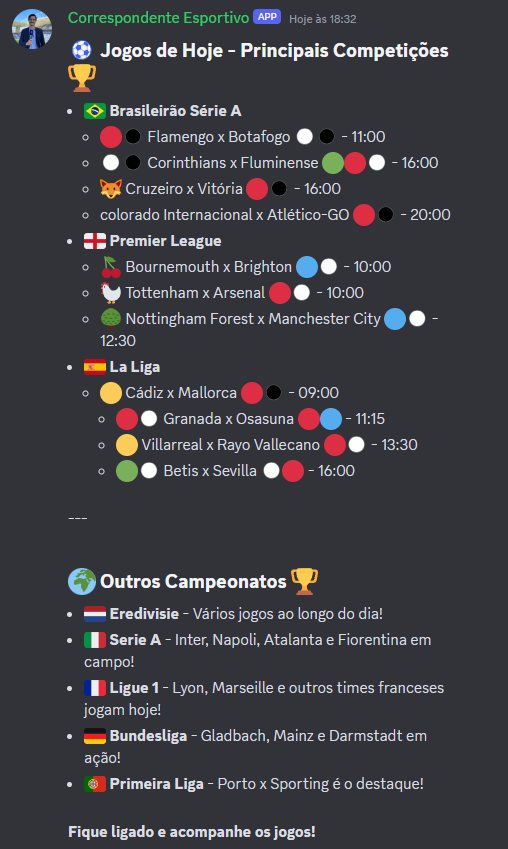 Correspondente Esportivo APP Hoje às 18:32
Jogos de Hoje - Principais Competições
Brasileirão Série A
Flamengo x Botafogo - 11:00
Corinthians x Fluminense - 16:00
Cruzeiro x Vitória - 16:00
colorado Internacional x Atlético-GO - 20:00
Premier League
Bournemouth x Brighton - 10:00
Tottenham x Arsenal - 10:00
Nottingham Forest x Manchester City -
12:30
La Liga
Cádiz x Mallorca - 09:00
Granada x Osasuna - 11:15
Villarreal x Rayo Vallecano - 13:30
Betis x Sevilla - 16:00
---
Outros Campeonatos
Eredivisie - Vários jogos ao longo do dia!
Serie A - Inter, Napoli, Atalanta e Fiorentina em
campo!
Ligue 1 - Lyon, Marseille e outros times franceses
jogam hoje!
Bundesliga - Gladbach, Mainz e Darmstadt em
ação!
Primeira Liga - Porto x Sporting é o destaque!
Fique ligado e acompanhe os jogos!